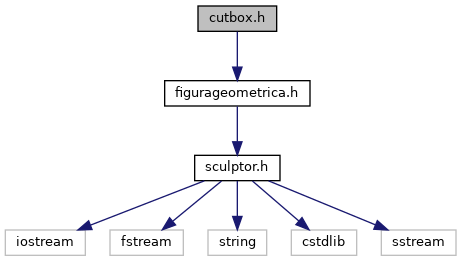 cutbox.h
figurageometrica.h
sculptor.h
iostream fstream string cstdlib sstream